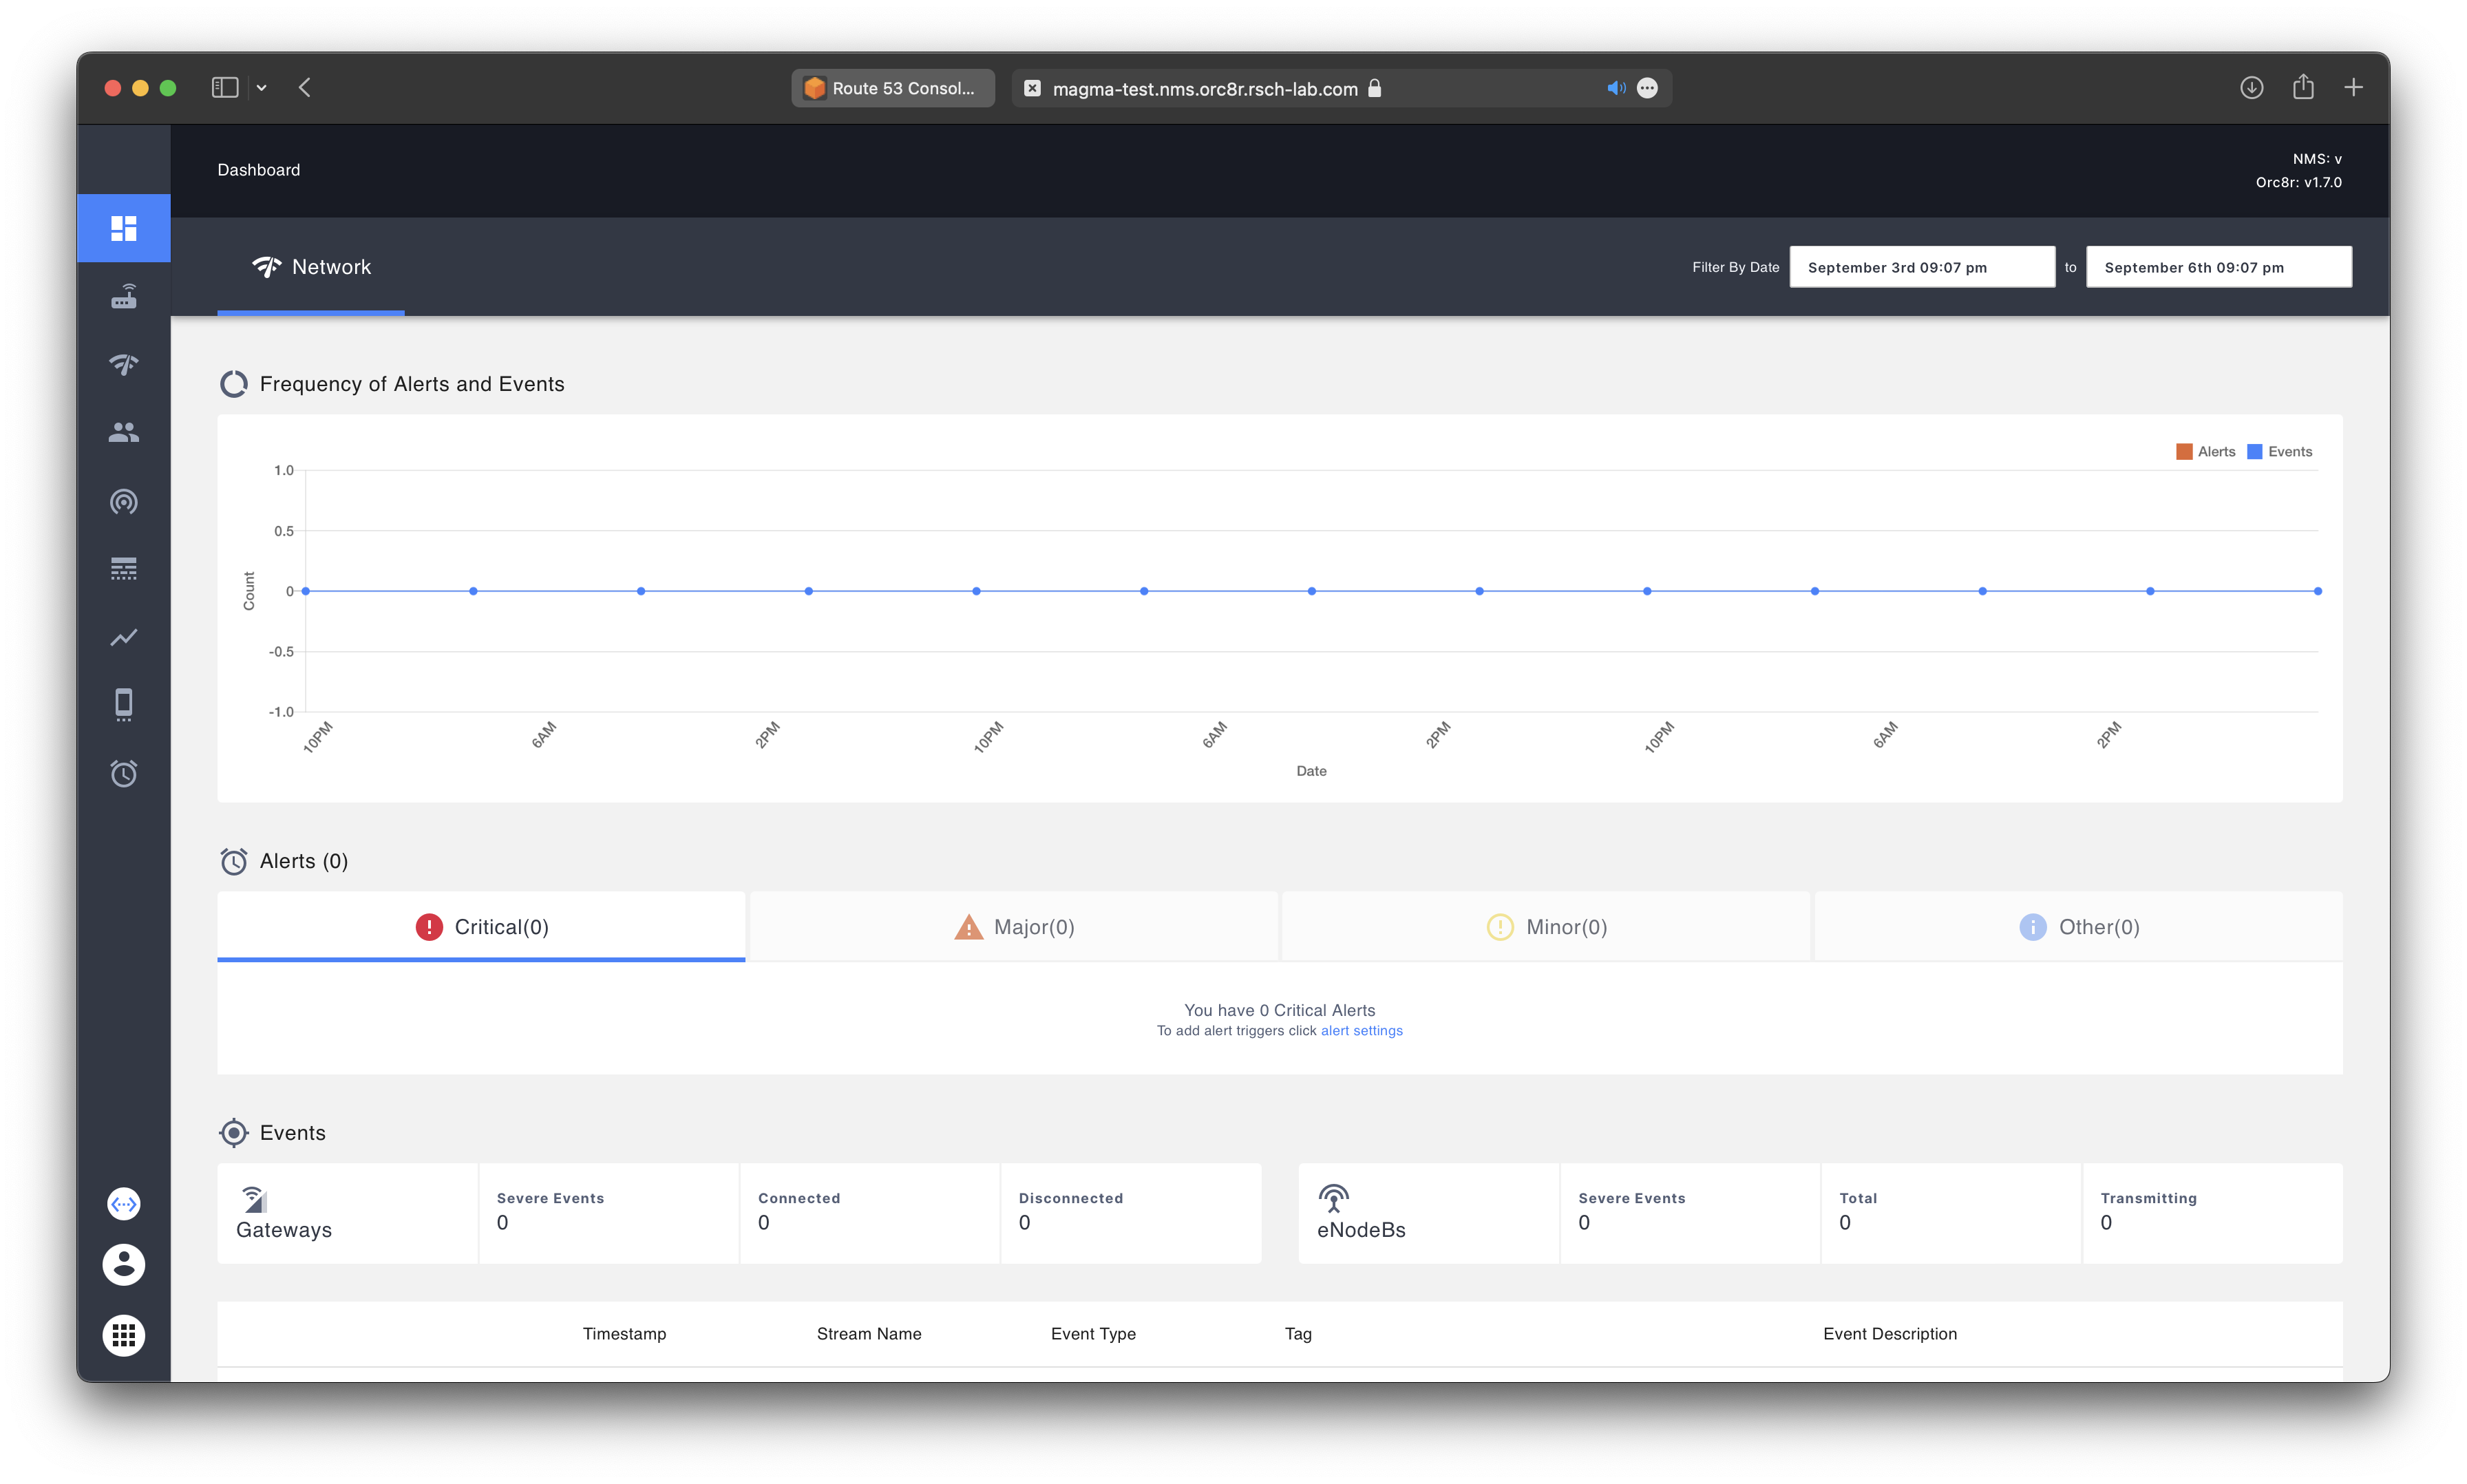 Route 53 Consol...
magma-test.nms.orc8r.rsch-lab.com
Dashboard
NMS: v
Orc8r: v1.7.0
Network
Filter By Date
September 3rd 09:07 pm
to
September 6th 09:07 pm
Frequency of Alerts and Events
Alerts
Events
1.0
0.5
0
-0.5
-1.0
Count
10PM
6AM
2PM
10PM
6AM
2PM
10PM
6AM
2PM
Date
Alerts (0)
Critical(0)
Major(0)
Minor(0)
Other(0)
You have 0 Critical Alerts
To add alert triggers click alert settings
Events
Gateways
Severe Events
0
Connected
0
Disconnected
0
eNodeBs
Severe Events
0
Total
0
Transmitting
0
Timestamp
Stream Name
Event Type
Tag
Event Description